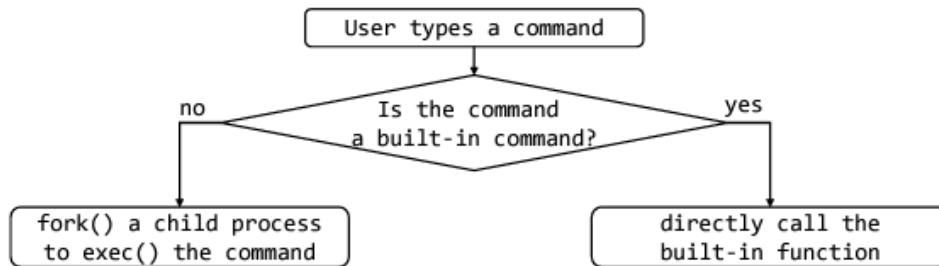 User types a command
no
Is the command
yes
a built-in command?
fork() a child process
to exec() the command
directly call the
built-in function